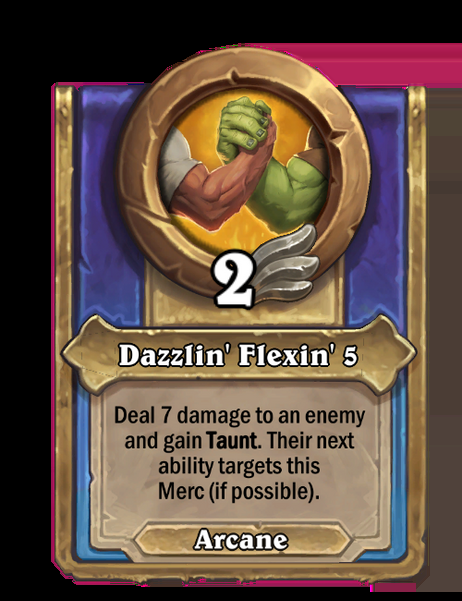 2
Dazzlin' Flexin' 5
Deal 7 damage to an enemy
and gain Taunt. Their next
ability targets this
Merc (if possible).
Arcane